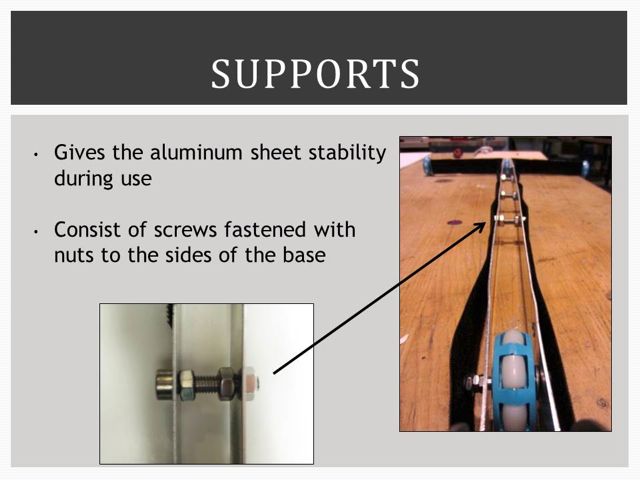 SUPPORTS
• Gives the aluminum sheet stability
during use
• Consist of screws fastened with
nuts to the sides of the base